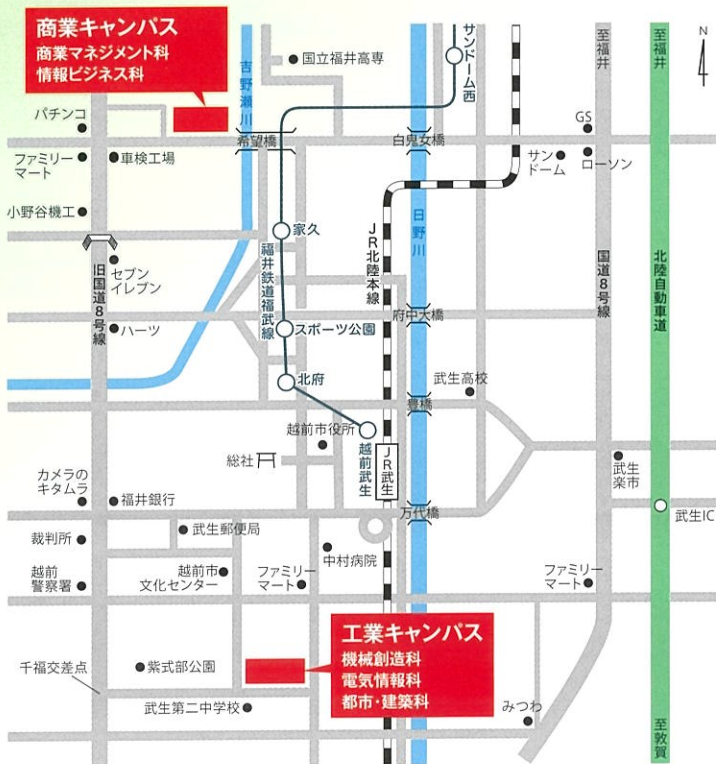 商業キャンパス
商業マネジメント科
情報ビジネス科
国立福井高専
サンドーム西
至福井
至福井
N
吉野瀬川
パチンコ
希望橋
白鬼女橋
GS
ファミリー
マート
車検工場
サン
ドーム
ローソン
小野谷機工
家久
日野川
JR北陸本線
福井鉄道福武線
国道8号線
北陸自動車道
旧国道8号線
セブン
イレブン
ハーツ
スポーツ公園
府中大橋
北府
武生高校
豊橋
越前市役所
越前武生
JR武生
総社
武生
楽市
カメラの
キタムラ
福井銀行
万代橋
武生IC
武生郵便局
裁判所
中村病院
越前
警察署
越前市
文化センター
ファミリー
マート
ファミリー
マート
工業キャンパス
機械創造科
電気情報科
都市・建築科
千福交差点
紫式部公園
武生第二中学校
みつわ
至敦賀